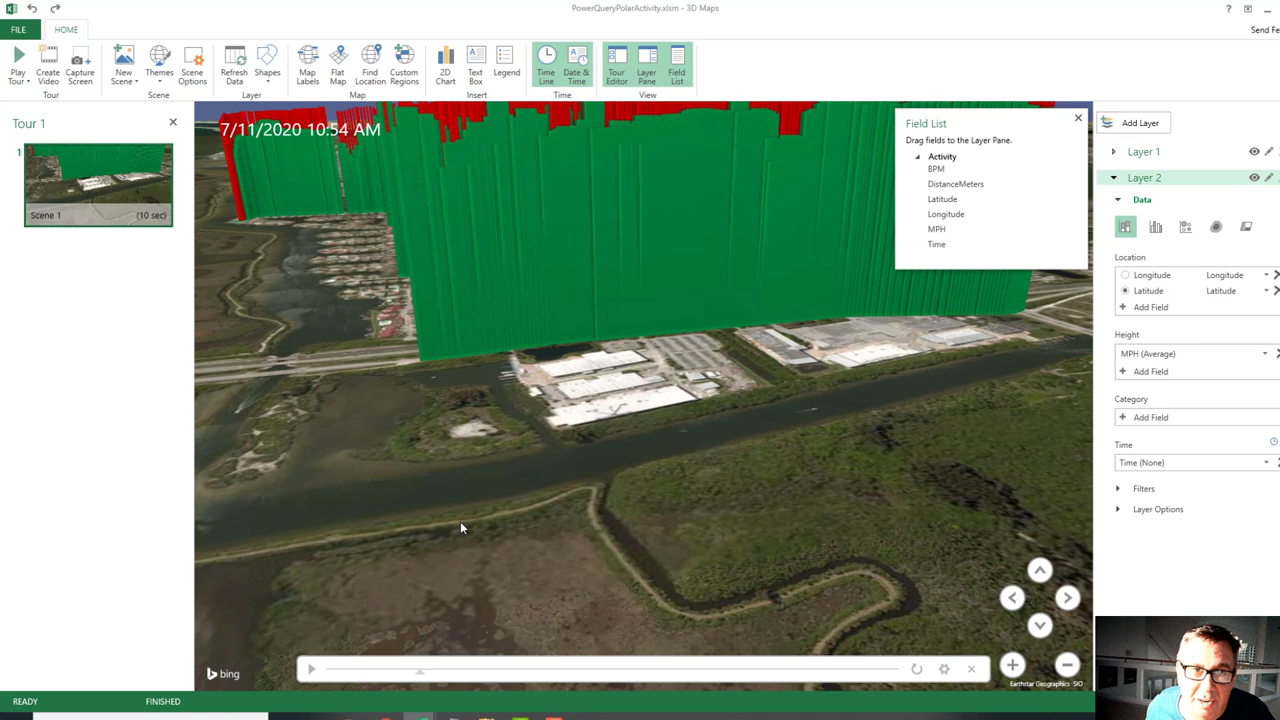 PowerQueryPolarActivity.xlsm - 3D Maps
?
FILE
HOME
Send Fe
Play Tour
Create Video
Capture Screen
New Scene
Themes
Scene Options
Refresh Data
Shapes
Map Labels
Flat Map
Find Location
Custom Regions
2D Chart
Text Box
Legend
Time Line
Date & Time
Tour Editor
Layer Pane
Field List
Tour
Scene
Layer
Map
Insert
Time
View
Tour 1
1
Scene 1 (10 sec)
7/11/2020 10:54 AM
Field List
Drag fields to the Layer Pane.
Activity
BPM
DistanceMeters
Latitude
Longitude
MPH
Time
bing
Earthstar Geographics SIO
Add Layer
Layer 1
Layer 2
Data
Location
Longitude Longitude
Latitude Latitude
Add Field
Height
MPH (Average)
Add Field
Category
Add Field
Time
Time (None)
Filters
Layer Options
READY FINISHED